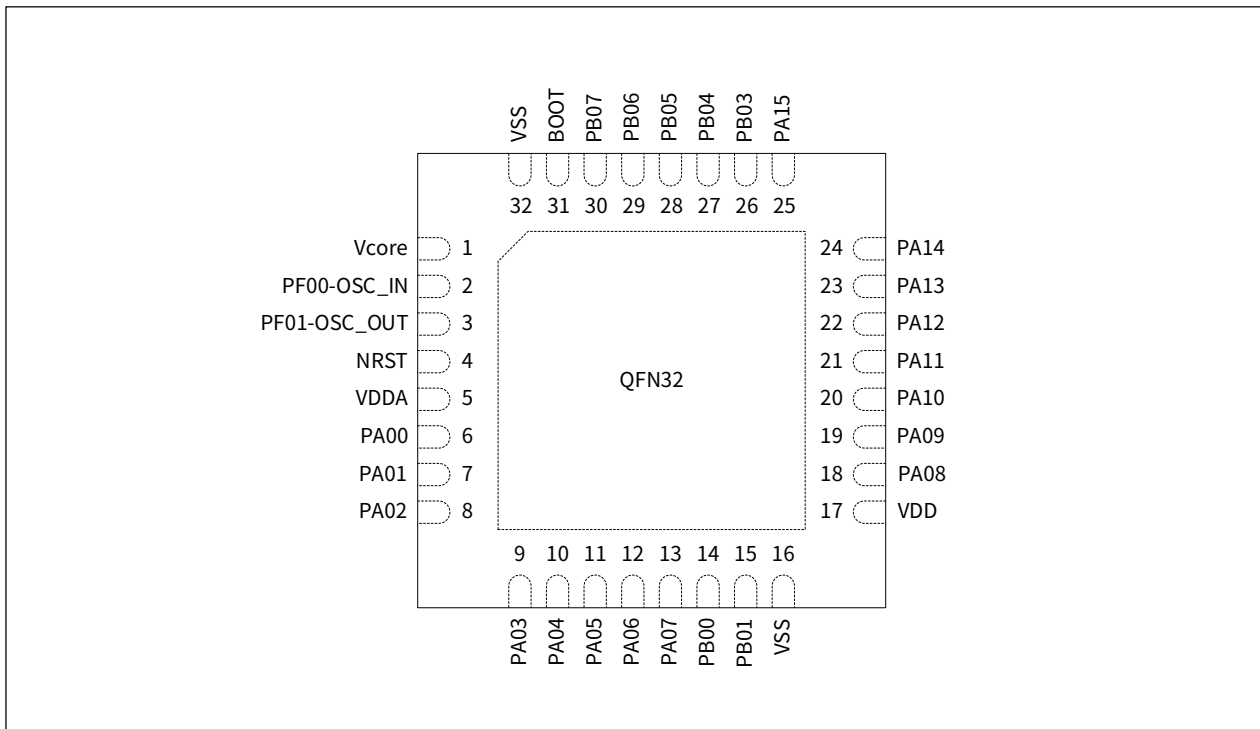 VSS
BOOT
PB07
PB06
PB05
PB04
PB03
PA15
32 31 30 29 28 27 26 25
Vcore 1 24 PA14
PF00-OSC_IN 2 23 PA13
PF01-OSC_OUT 3 22 PA12
NRST 4 21 PA11
QFN32
VDDA 5 20 PA10
PA00 6 19 PA09
PA01 7 18 PA08
PA02 8 17 VDD
9 10 11 12 13 14 15 16
PA03
PA04
PA05
PA06
PA07
PB00
PB01
VSS